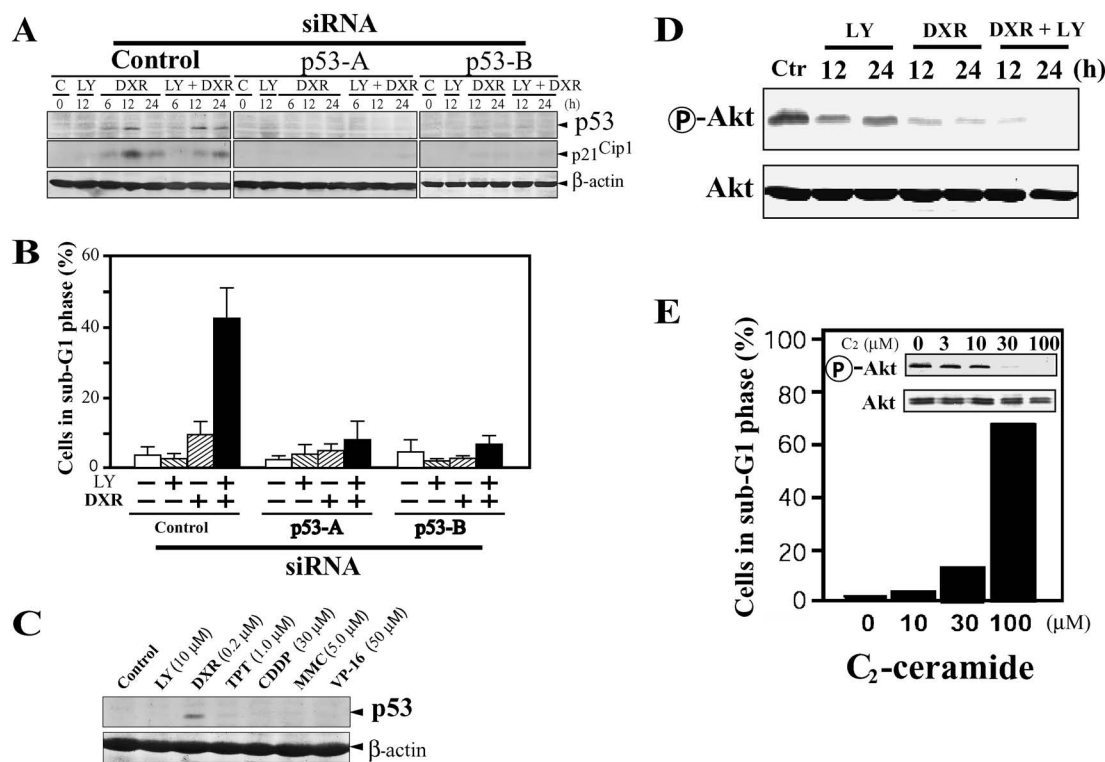 A
siRNA
Control p53-A p53-B
C LY DXR LY + DXR C LY DXR LY + DXR C LY DXR LY + DXR
0 12 6 12 24 6 12 24 0 12 6 12 24 6 12 24 0 12 12 24 12 24 (h)
p53
p21Cip1
β-actin
B
Cells in sub-G1 phase (%)
60
40
20
0
LY − + − + − + − + − + − +
DXR − − + + − − + + − − + +
Control p53-A p53-B
siRNA
C
Control
LY (10 μM)
DXR (0.2 μM)
TPT (1.0 μM)
CDDP (30 μM)
MMC (5.0 μM)
VP-16 (50 μM)
p53
β-actin
D
LY DXR DXR + LY
Ctr 12 24 12 24 12 24 (h)
Ⓟ-Akt
Akt
E
Cells in sub-G1 phase (%)
100
80
60
40
20
0
C2 (μM) 0 3 10 30 100
Ⓟ-Akt
Akt
0 10 30 100 (μM)
C2-ceramide